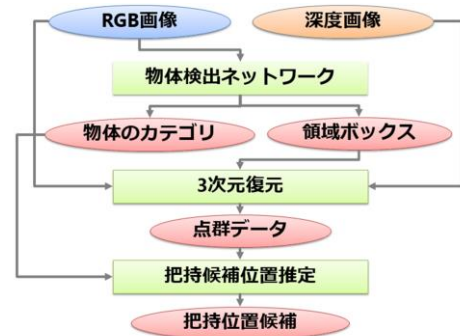 RGB画像
深度画像
物体検出ネットワーク
物体のカテゴリ
領域ボックス
3次元復元
点群データ
把持候補位置推定
把持位置候補